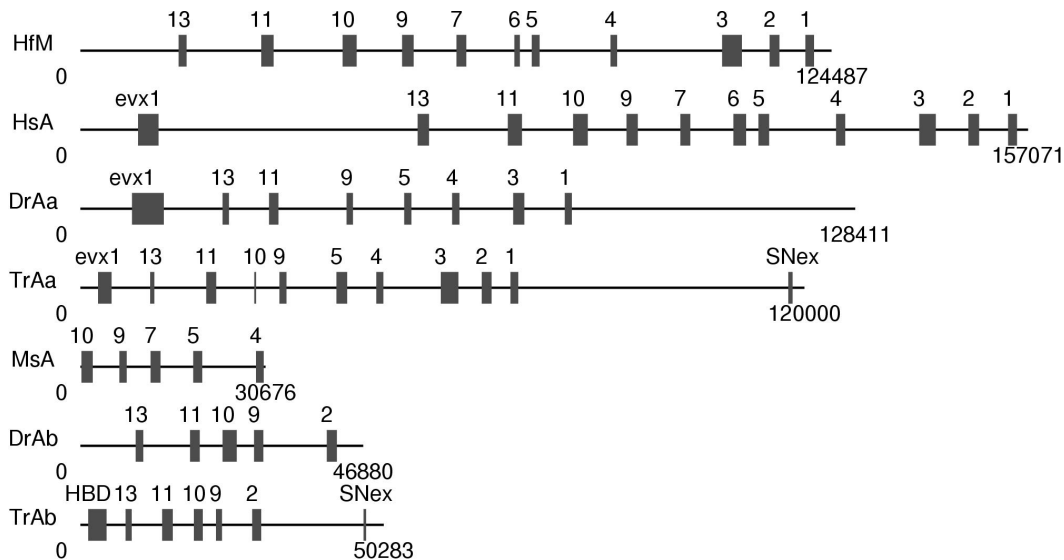 13 11 10 9 7 6 5 4 3 2 1
HfM
0 124487
evx1 13 11 10 9 7 6 5 4 3 2 1
HsA
0 157071
evx1 13 11 9 5 4 3 1
DrAa
0 128411
evx1 13 11 10 9 5 4 3 2 1 SNex
TrAa
0 120000
10 9 7 5 4
MsA
0 30676
13 11 10 9 2
DrAb
0 46880
HBD 13 11 10 9 2 SNex
TrAb
0 50283